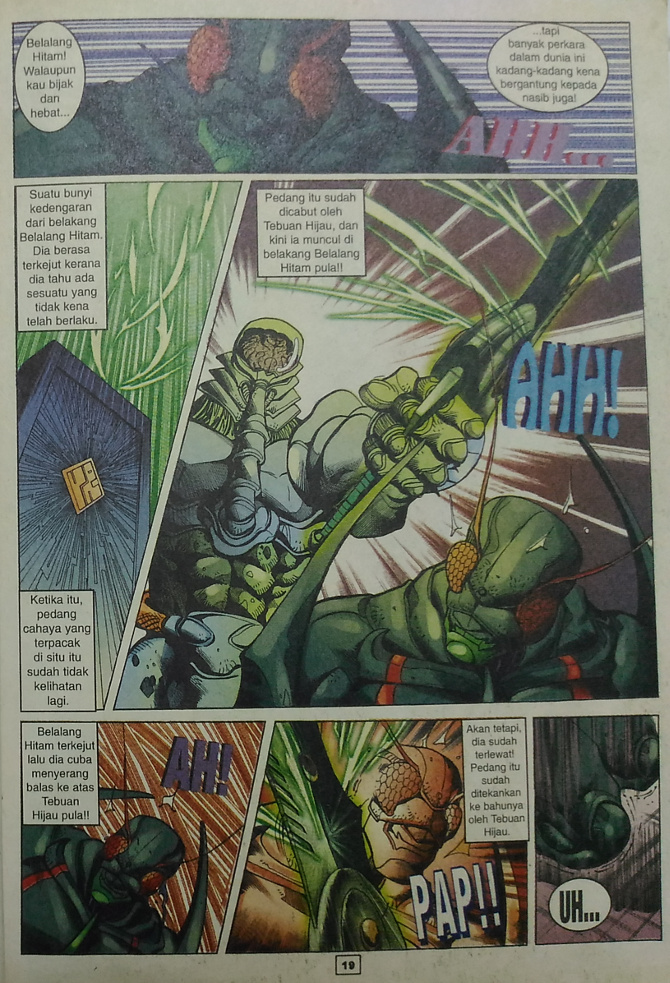 Belalang
Hitam!
Walaupun
kau bijak
dan
hebat...
...tapi
banyak perkara
dalam dunia ini
kadang-kadang kena
bergantung kepada
nasib juga!
AHH...
Suatu bunyi
kedengaran
dari belakang
Belalang Hitam.
Dia berasa
terkejut kerana
dia tahu ada
sesuatu yang
tidak kena
telah berlaku.
Pedang itu sudah
dicabut oleh
Tebuan Hijau, dan
kini ia muncul di
belakang Belalang
Hitam pula!!
AHH!
Ketika itu,
pedang
cahaya yang
terpacak
di situ itu
sudah tidak
kelihatan
lagi.
Belalang
Hitam terkejut
lalu dia cuba
menyerang
balas ke atas
Tebuan
Hijau pula!!
AH!
Akan tetapi,
dia sudah
terlewat!
Pedang itu
sudah
ditekankan
ke bahunya
oleh Tebuan
Hijau.
PAP!!
UH...
19